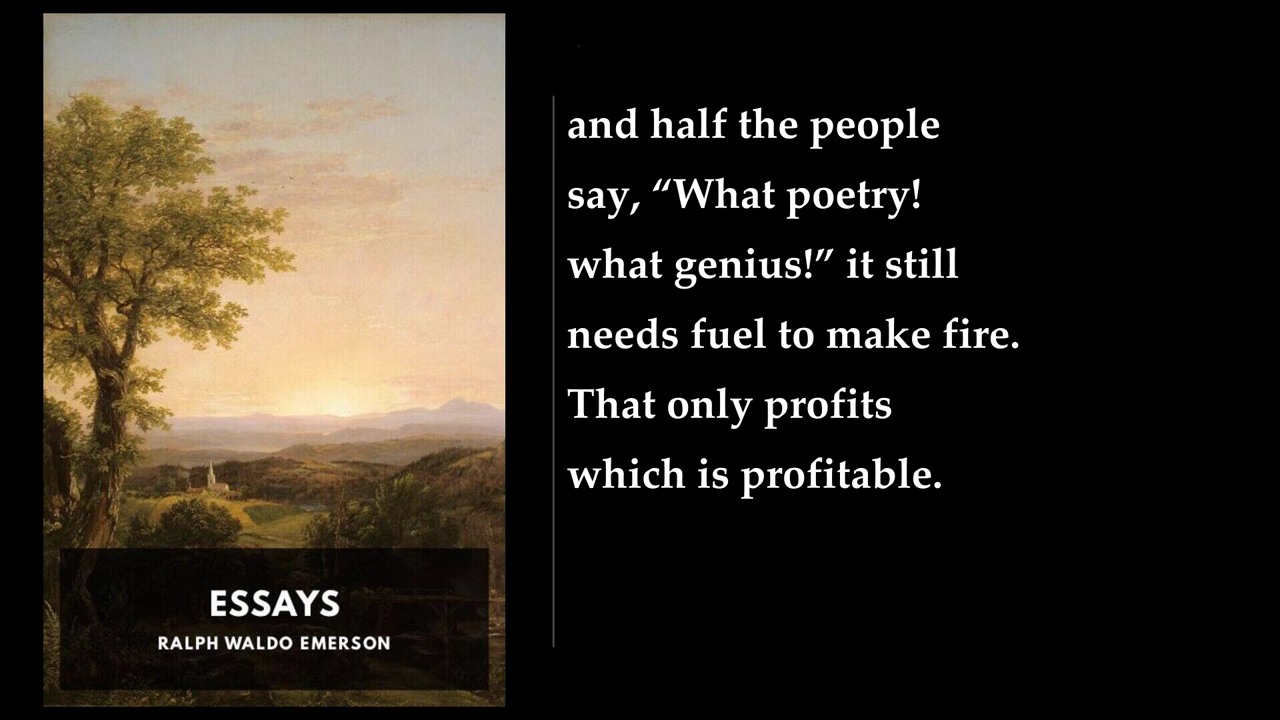 ESSAYS
RALPH WALDO EMERSON
and half the people
say, “What poetry!
what genius!” it still
needs fuel to make fire.
That only profits
which is profitable.